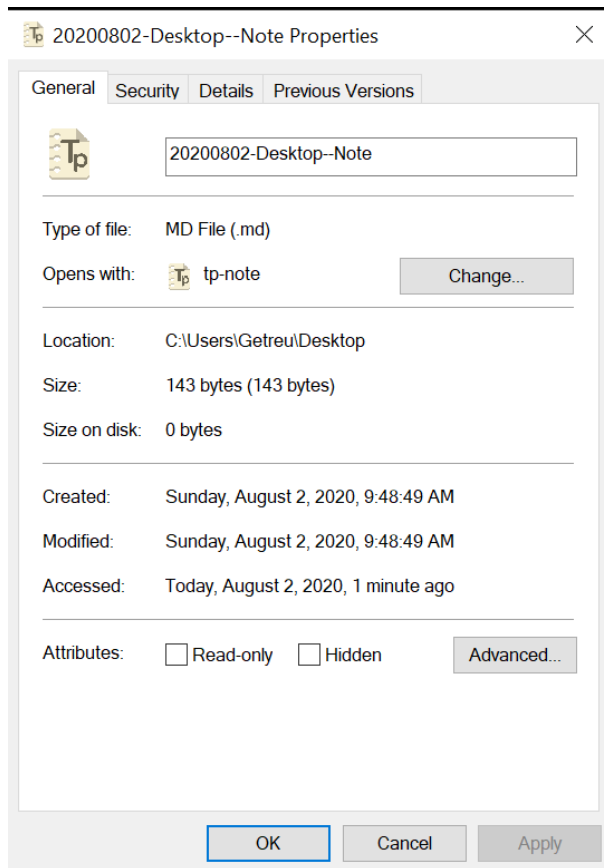 Tp 20200802-Desktop--Note Properties
General Security Details Previous Versions
Tp 20200802-Desktop--Note
Type of file: MD File (.md)
Opens with: Tp tp-note Change...
Location: C:\Users\Getreu\Desktop
Size: 143 bytes (143 bytes)
Size on disk: 0 bytes
Created: Sunday, August 2, 2020, 9:48:49 AM
Modified: Sunday, August 2, 2020, 9:48:49 AM
Accessed: Today, August 2, 2020, 1 minute ago
Attributes: Read-only Hidden Advanced...
OK Cancel Apply